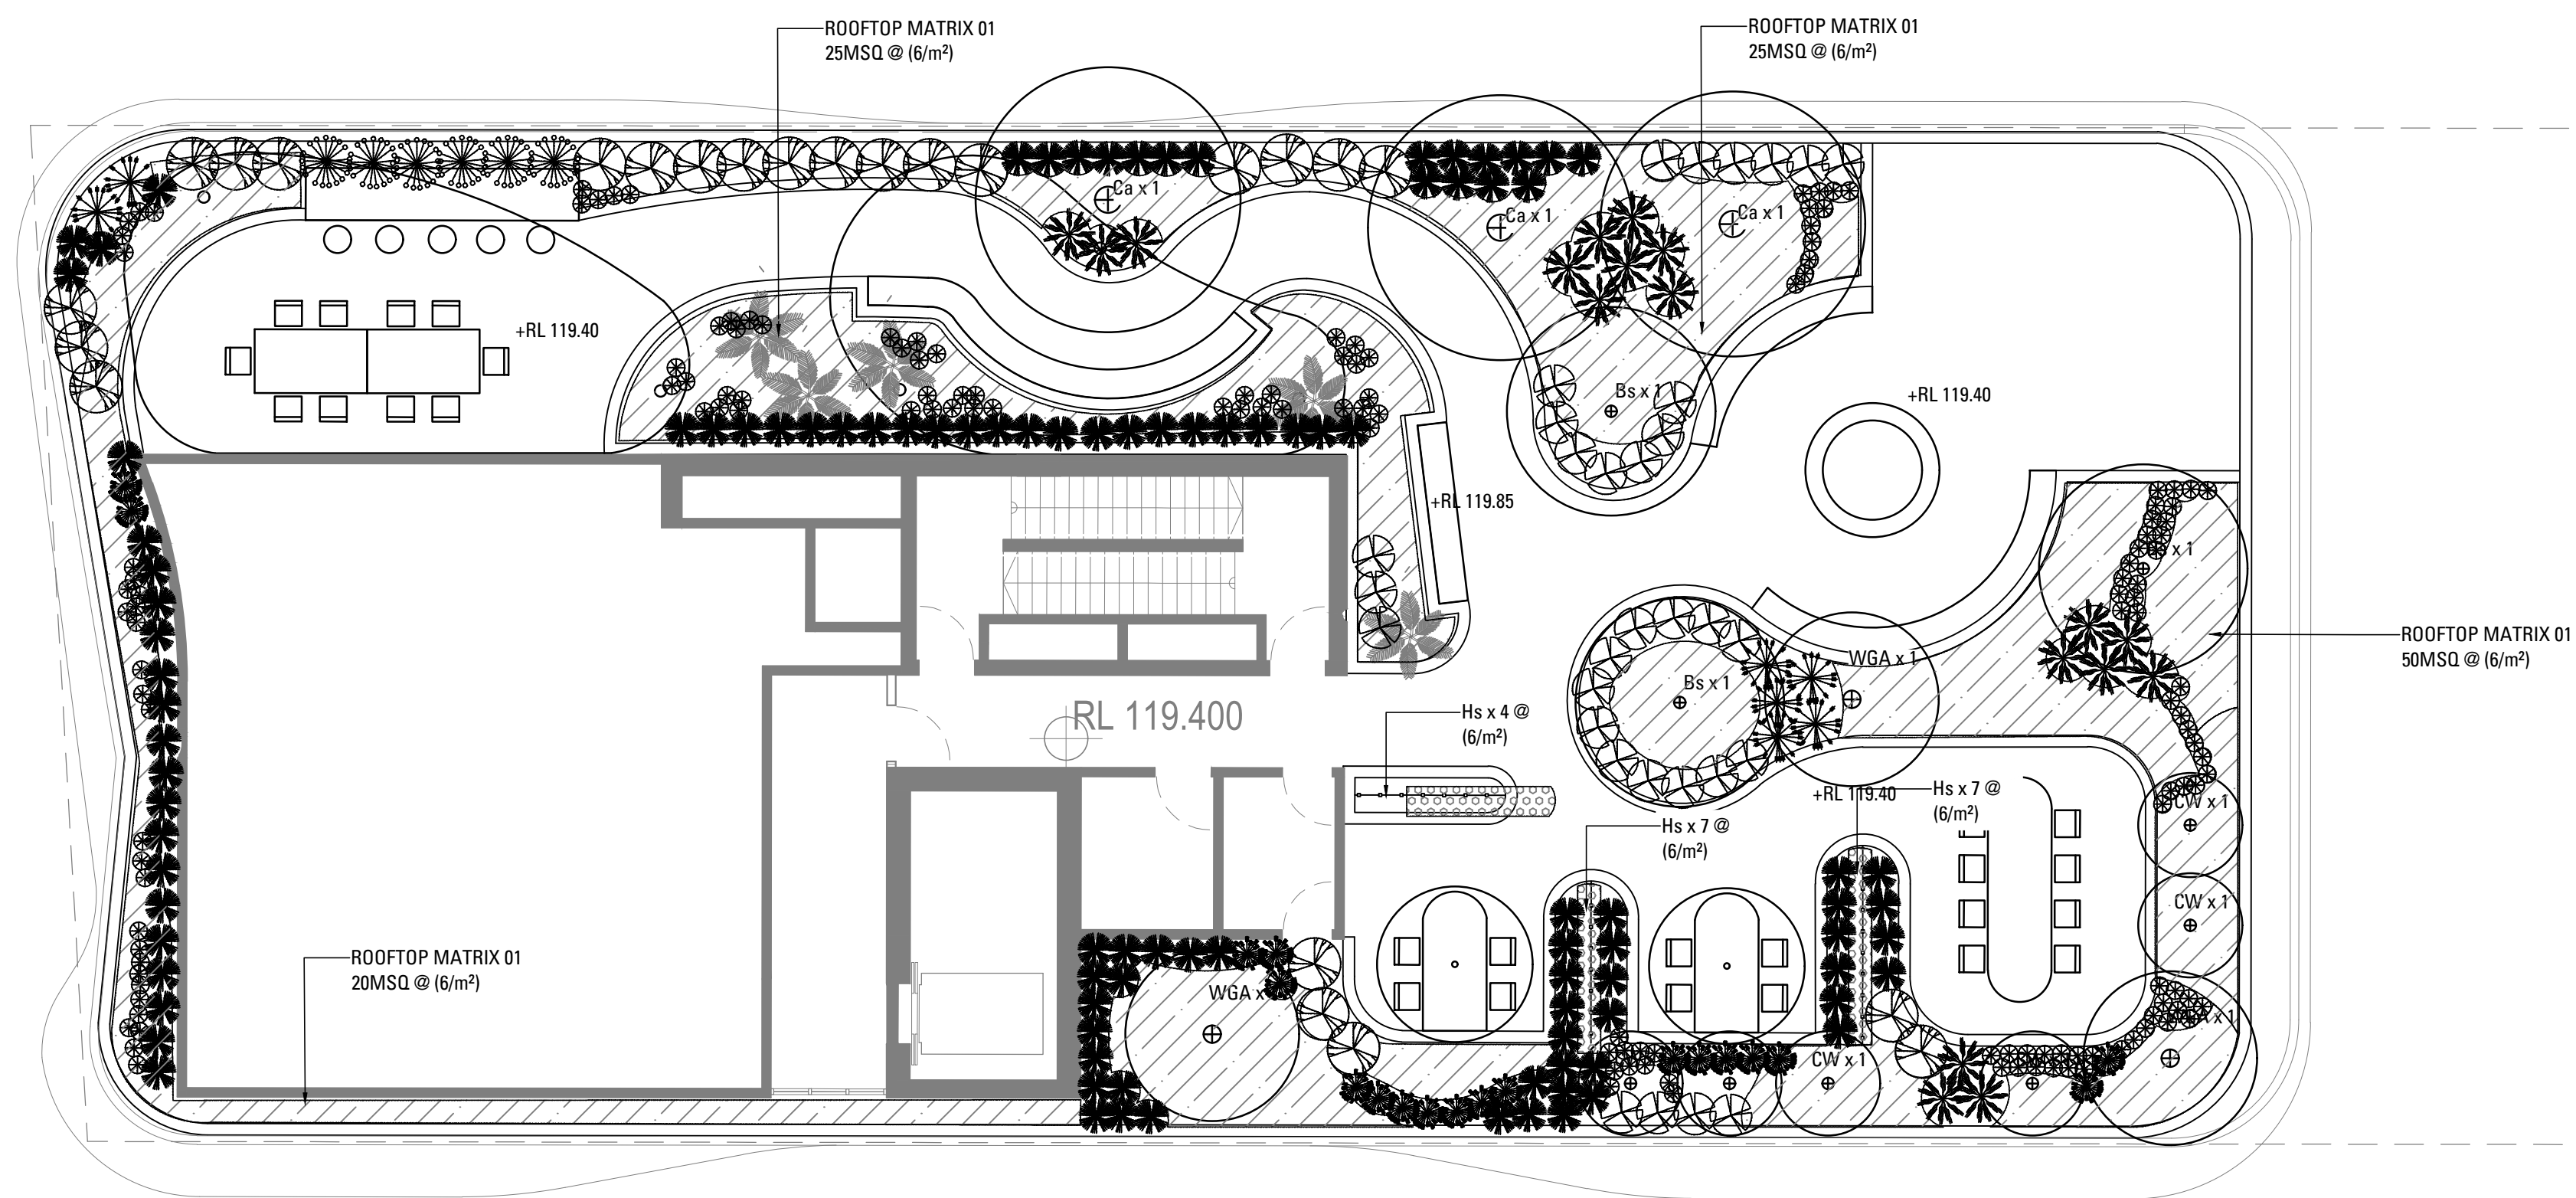 ROOFTOP MATRIX 01
25MSQ @ (6/m²)
ROOFTOP MATRIX 01
25MSQ @ (6/m²)
Ca x 1
Ca x 1
Ca x 1
+RL 119.40
Bs x 1
+RL 119.40
+RL 119.85
x 1
ROOFTOP MATRIX 01
50MSQ @ (6/m²)
WGA x 1
Bs x 1
RL 119.400
Hs x 4 @
(6/m²)
+RL 119.40
Hs x 7 @
(6/m²)
CW x 1
Hs x 7 @
(6/m²)
CW x 1
ROOFTOP MATRIX 01
20MSQ @ (6/m²)
WGA x
x 1
CW x 1